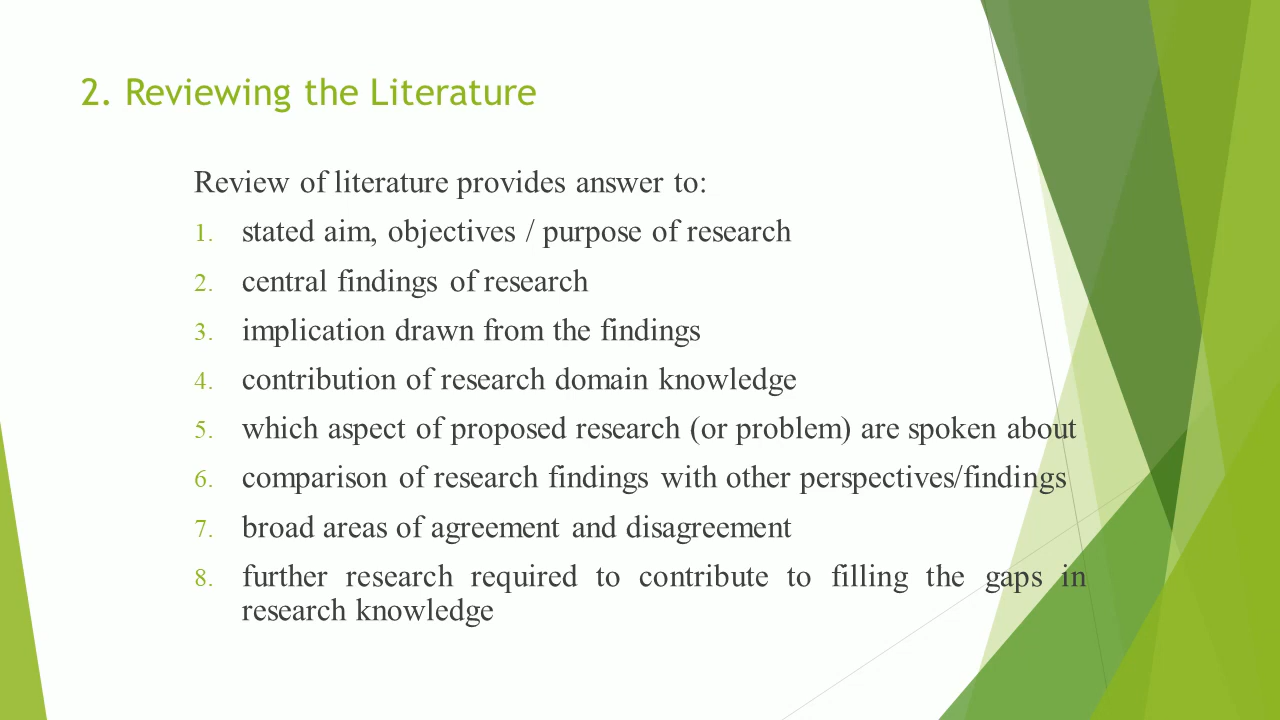 2. Reviewing the Literature
Review of literature provides answer to:
1. stated aim, objectives / purpose of research
2. central findings of research
3. implication drawn from the findings
4. contribution of research domain knowledge
5. which aspect of proposed research (or problem) are spoken about
6. comparison of research findings with other perspectives/findings
7. broad areas of agreement and disagreement
8. further research required to contribute to filling the gaps in
research knowledge